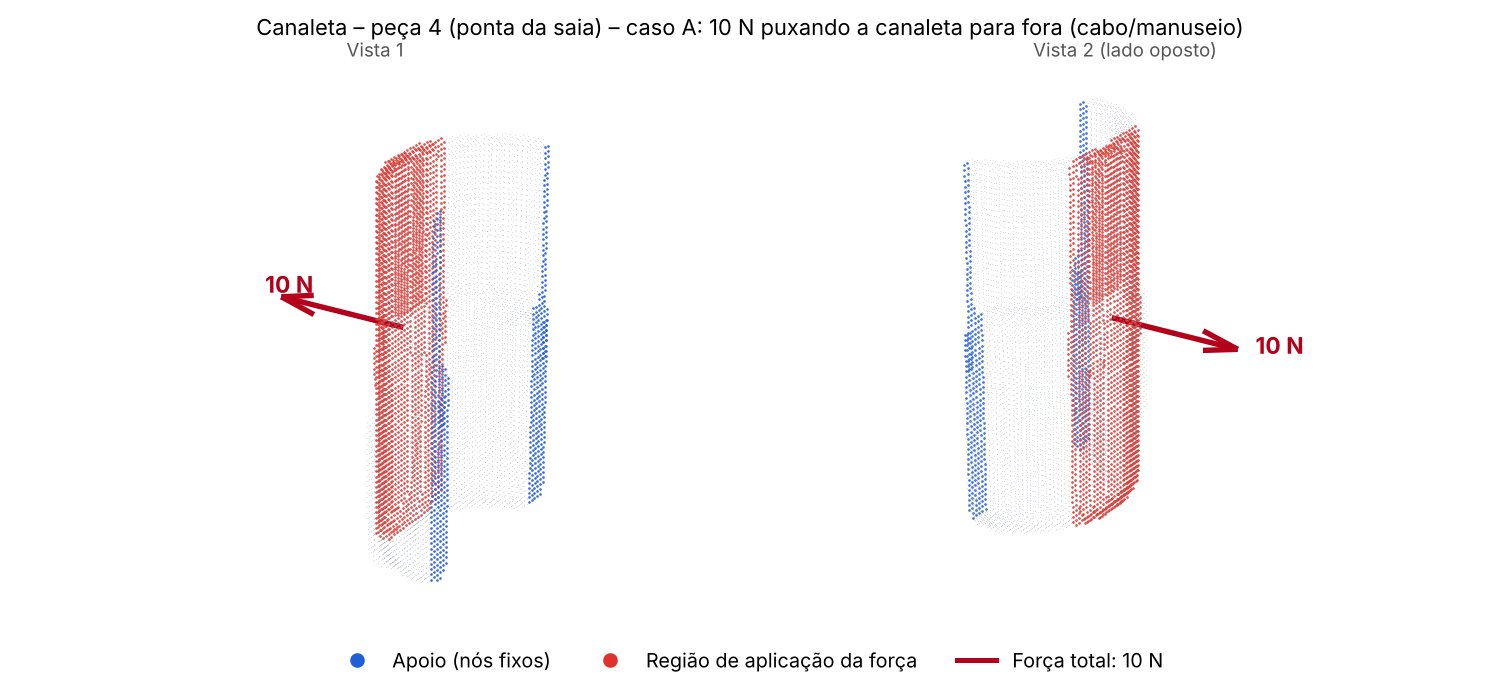 Canaleta – peça 4 (ponta da saia) – caso A: 10 N puxando a canaleta para fora (cabo/manuseio)
Vista 1
Vista 2 (lado oposto)
10 N
10 N
Apoio (nós fixos)
Região de aplicação da força
Força total: 10 N